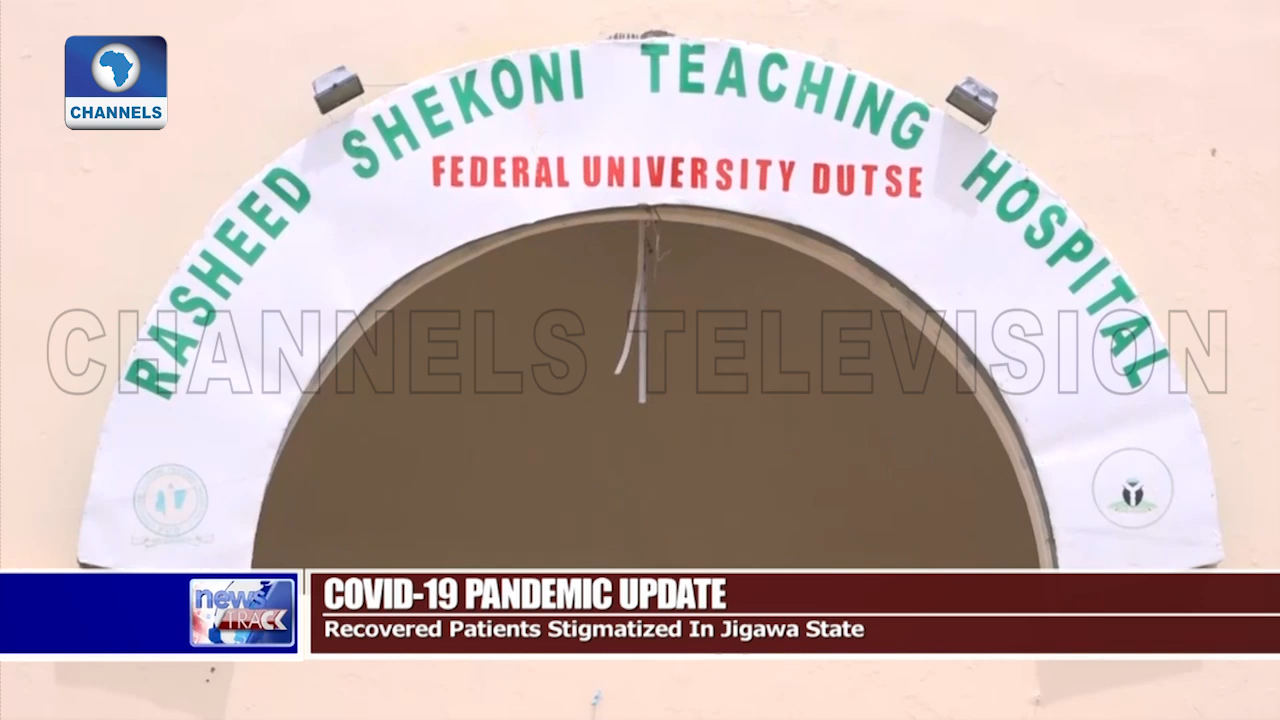 CHANNELS
RASHEED SHEKONI TEACHING HOSPITAL
FEDERAL UNIVERSITY DUTSE
CHANNELS TELEVISION
news
TRACK
COVID-19 PANDEMIC UPDATE
Recovered Patients Stigmatized In Jigawa State